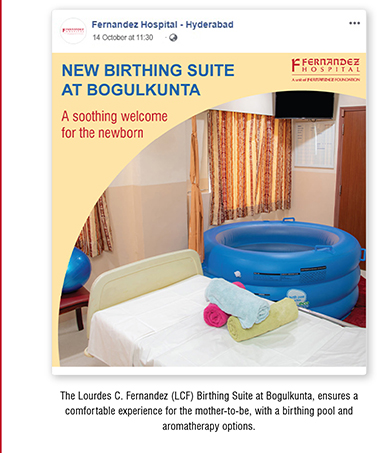 Fernandez Hospital - Hyderabad
14 October at 11:30
NEW BIRTHING SUITE
AT BOGULKUNTA
FERNANDEZ
HOSPITAL
A unit of FERNANDEZ FOUNDATION
A soothing welcome
for the newborn
The Lourdes C. Fernandez (LCF) Birthing Suite at Bogulkunta, ensures a
comfortable experience for the mother-to-be, with a birthing pool and
aromatherapy options.